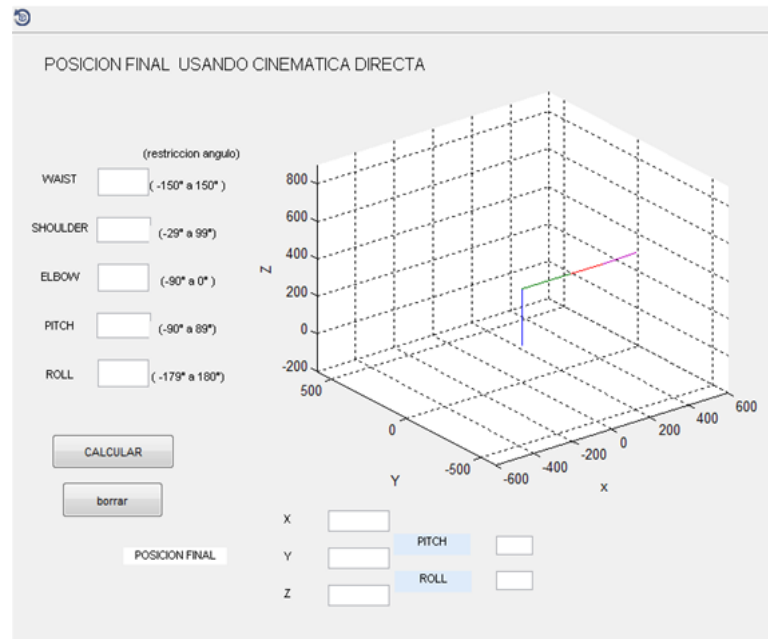 POSICION FINAL USANDO CINEMATICA DIRECTA
(restriccion angulo)
WAIST ( -150° a 150° )
SHOULDER (-29° a 99°)
ELBOW (-90° a 0° )
PITCH (-90° a 89°)
ROLL ( -179° a 180°)
CALCULAR
borrar
Z
800
600
400
200
0
-200
500
0
-500
Y
-600
-400
-200
0
200
400
600
x
POSICION FINAL
X
Y
Z
PITCH
ROLL